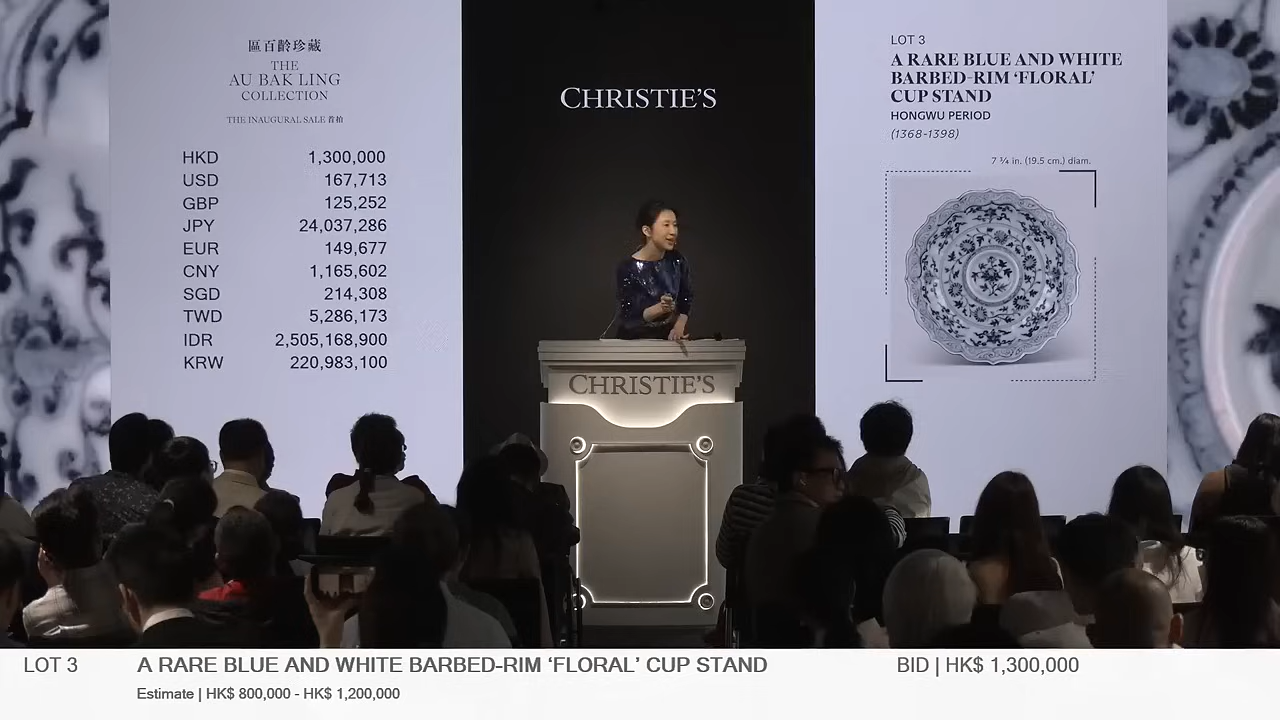 區百齡珍藏
THE
AU BAK LING
COLLECTION
THE INAUGURAL SALE 首拍
HKD 1,300,000
USD 167,713
GBP 125,252
JPY 24,037,286
EUR 149,677
CNY 1,165,602
SGD 214,308
TWD 5,286,173
IDR 2,505,168,900
KRW 220,983,100
CHRISTIE'S
CHRISTIE'S
LOT 3
A RARE BLUE AND WHITE
BARBED-RIM ‘FLORAL’
CUP STAND
HONGWU PERIOD
(1368-1398)
7 ¾ in. (19.5 cm.) diam.
LOT 3 A RARE BLUE AND WHITE BARBED-RIM ‘FLORAL’ CUP STAND BID | HK$ 1,300,000
Estimate | HK$ 800,000 - HK$ 1,200,000